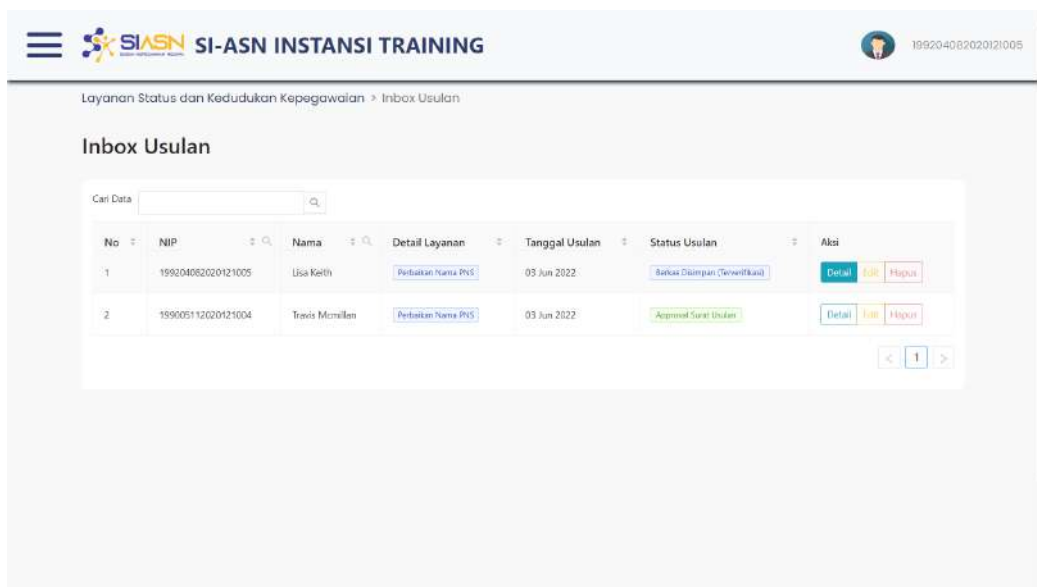 SIASN SI-ASN INSTANSI TRAINING
199204082020121005
Layanan Status dan Kedudukan Kepegawaian > Inbox Usulan
Inbox Usulan
Cari Data
No NIP Nama Detail Layanan Tanggal Usulan Status Usulan Aksi
1 199204082020121005 Lisa Keith Perbaikan Nama PNS 03 Jun 2022 Berkas Disimpan (Terverifikasi) Detail Edit Hapus
2 199005112020121004 Travis Mcmillan Perbaikan Nama PNS 03 Jun 2022 Approval Surat Usulan Detail Edit Hapus
< 1 >